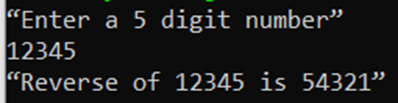 “Enter a 5 digit number”
12345
“Reverse of 12345 is 54321”